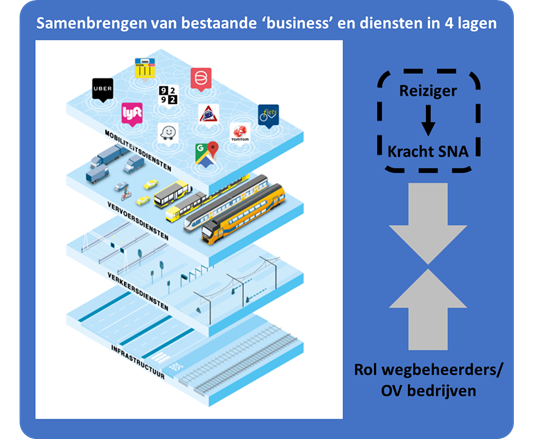 Samenbrengen van bestaande ‘business’ en diensten in 4 lagen
UBER
9 2
9 2
lyft
G
MOBILITEITSDIENSTEN
VERVOERSDIENSTEN
VERKEERSDIENSTEN
INFRASTRUCTUUR
Reiziger
Kracht SNA
Rol wegbeheerders/
OV bedrijven